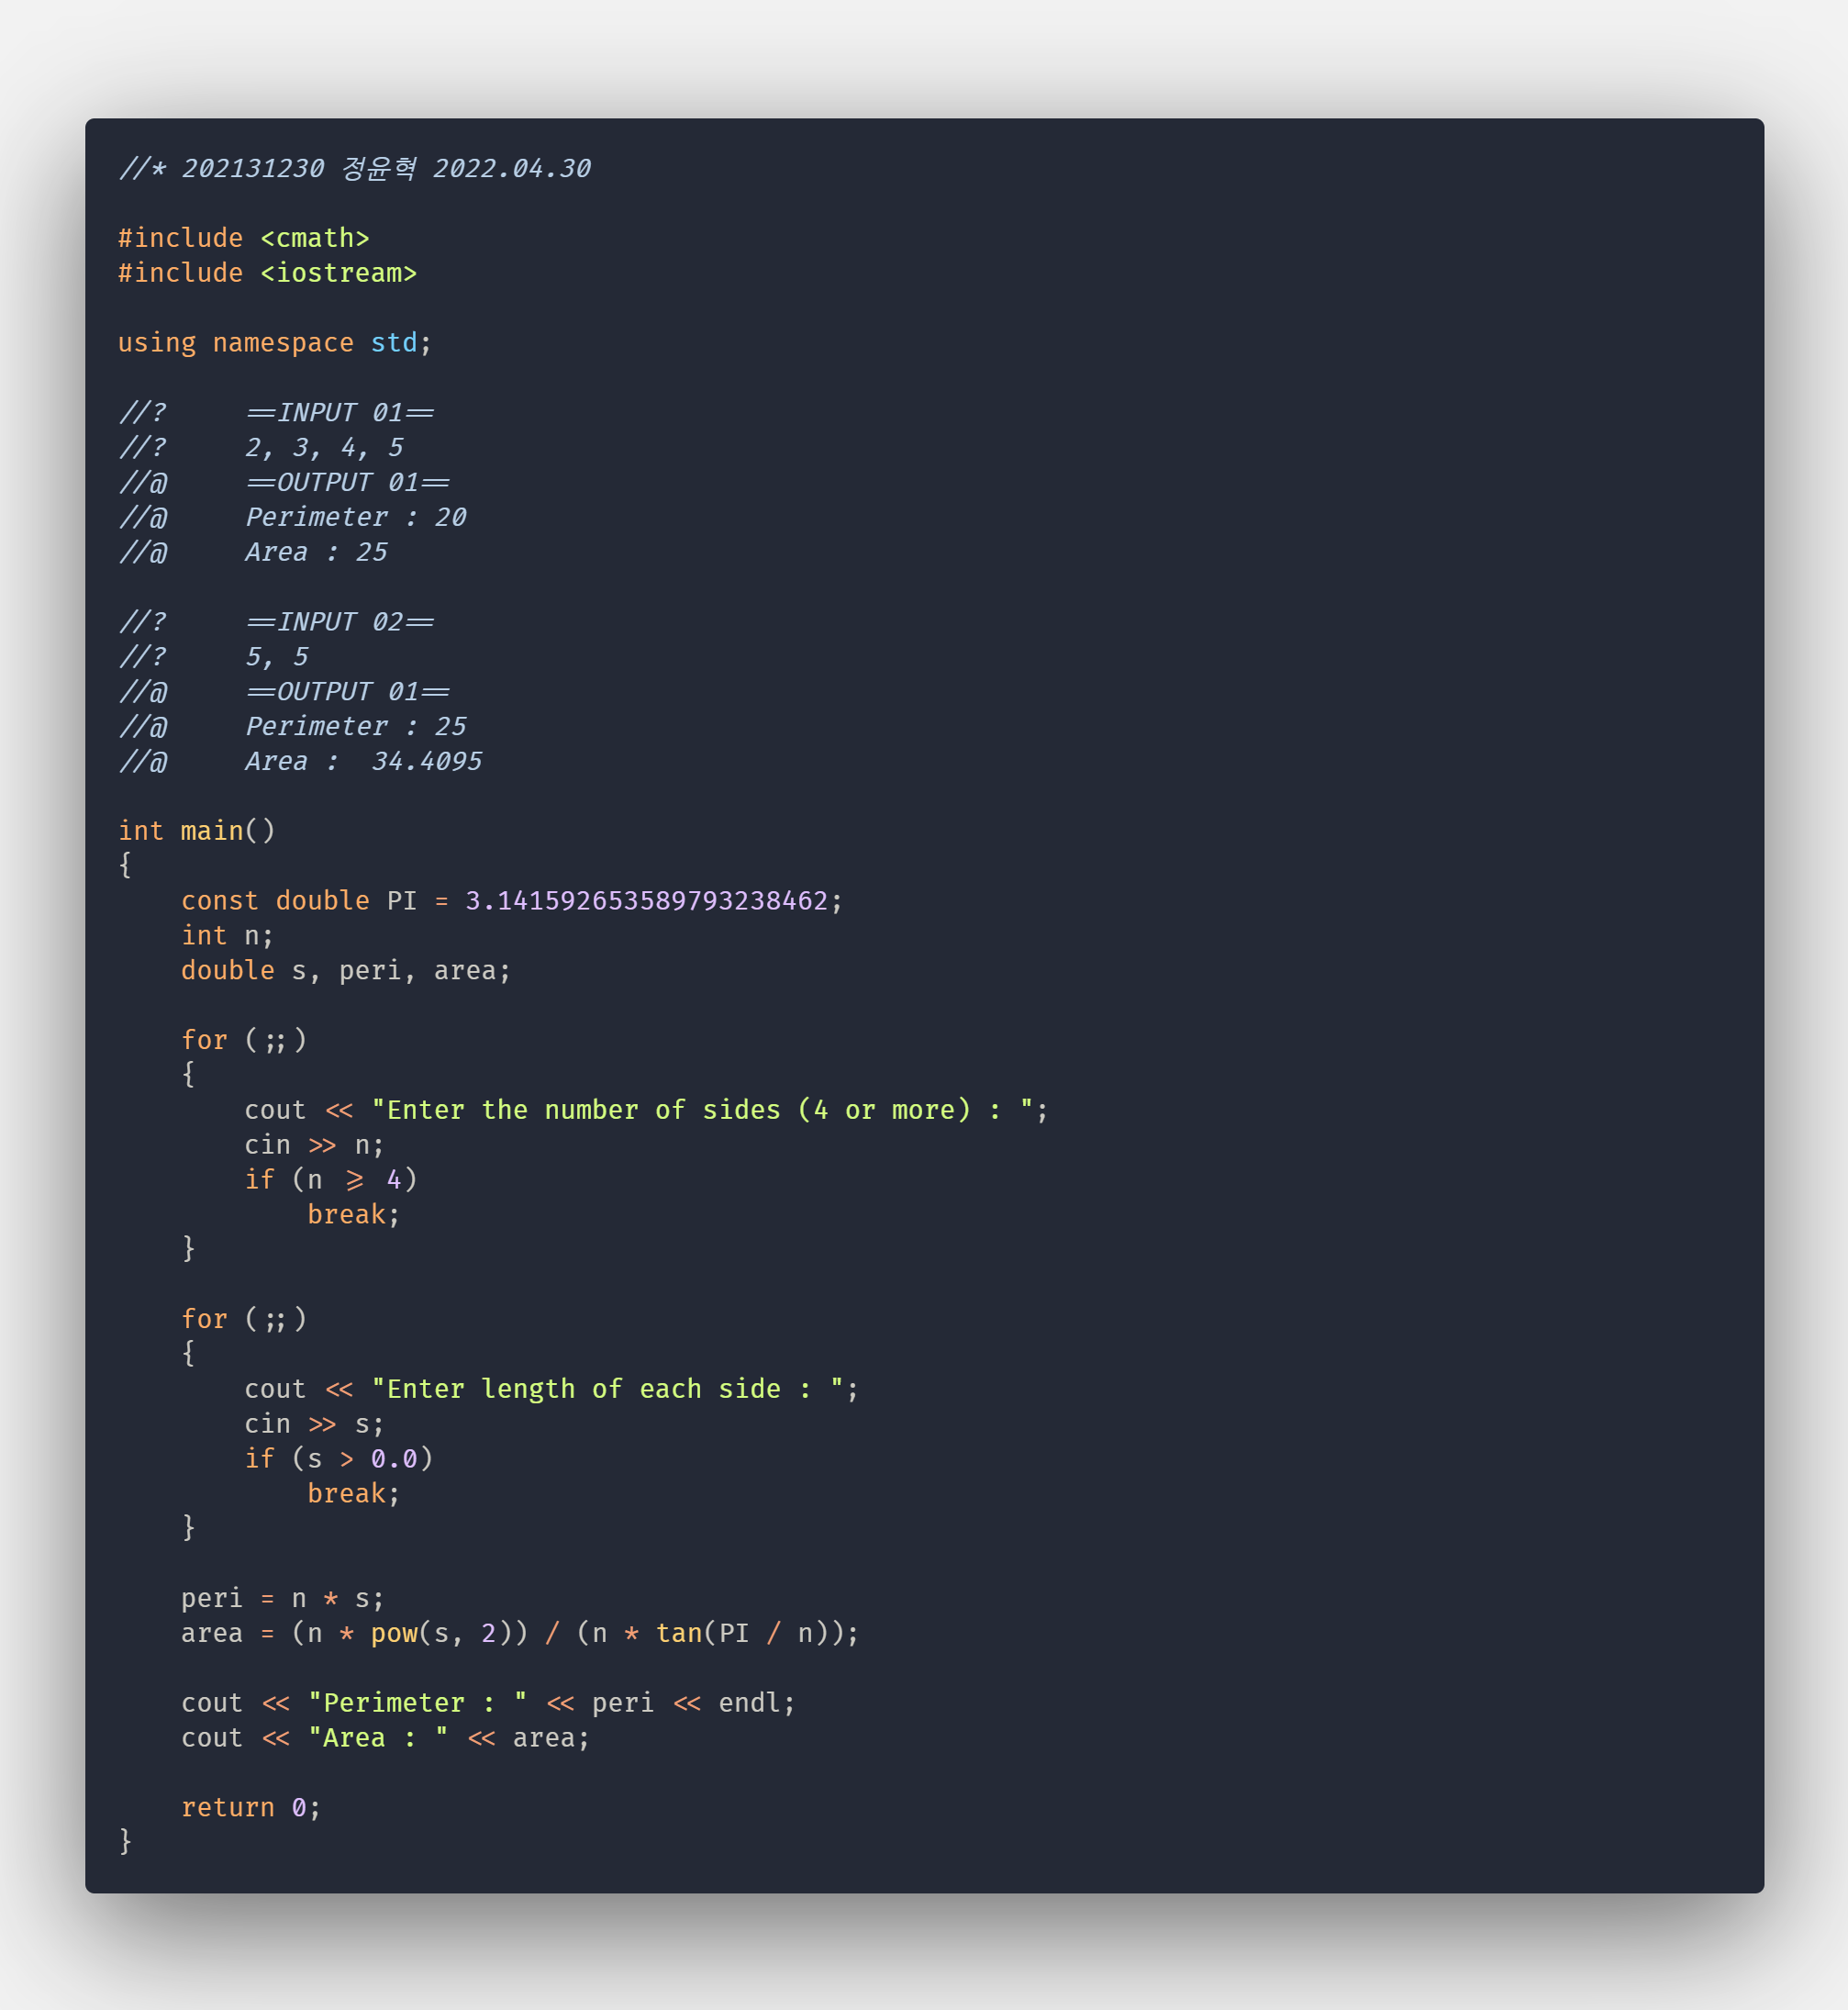 //* 202131230 정윤혁 2022.04.30
#include <cmath>
#include <iostream>
using namespace std;
//?     ==INPUT 01==
//?     2, 3, 4, 5
//@     ==OUTPUT 01==
//@     Perimeter : 20
//@     Area : 25
//?     ==INPUT 02==
//?     5, 5
//@     ==OUTPUT 01==
//@     Perimeter : 25
//@     Area :  34.4095
int main()
{
    const double PI = 3.141592653589793238462;
    int n;
    double s, peri, area;
    for (;;)
    {
        cout << "Enter the number of sides (4 or more) : ";
        cin >> n;
        if (n >= 4)
            break;
    }
    for (;;)
    {
        cout << "Enter length of each side : ";
        cin >> s;
        if (s > 0.0)
            break;
    }
    peri = n * s;
    area = (n * pow(s, 2)) / (n * tan(PI / n));
    cout << "Perimeter : " << peri << endl;
    cout << "Area : " << area;
    return 0;
}